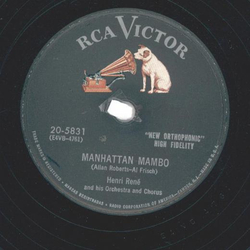 RCA VICTOR
20-5831
(E4VB-4761)
"NEW ORTHOPHONIC"
HIGH FIDELITY
MANHATTAN MAMBO
(Allan Roberts-Al Frisch)
Henri René
and his Orchestra and Chorus